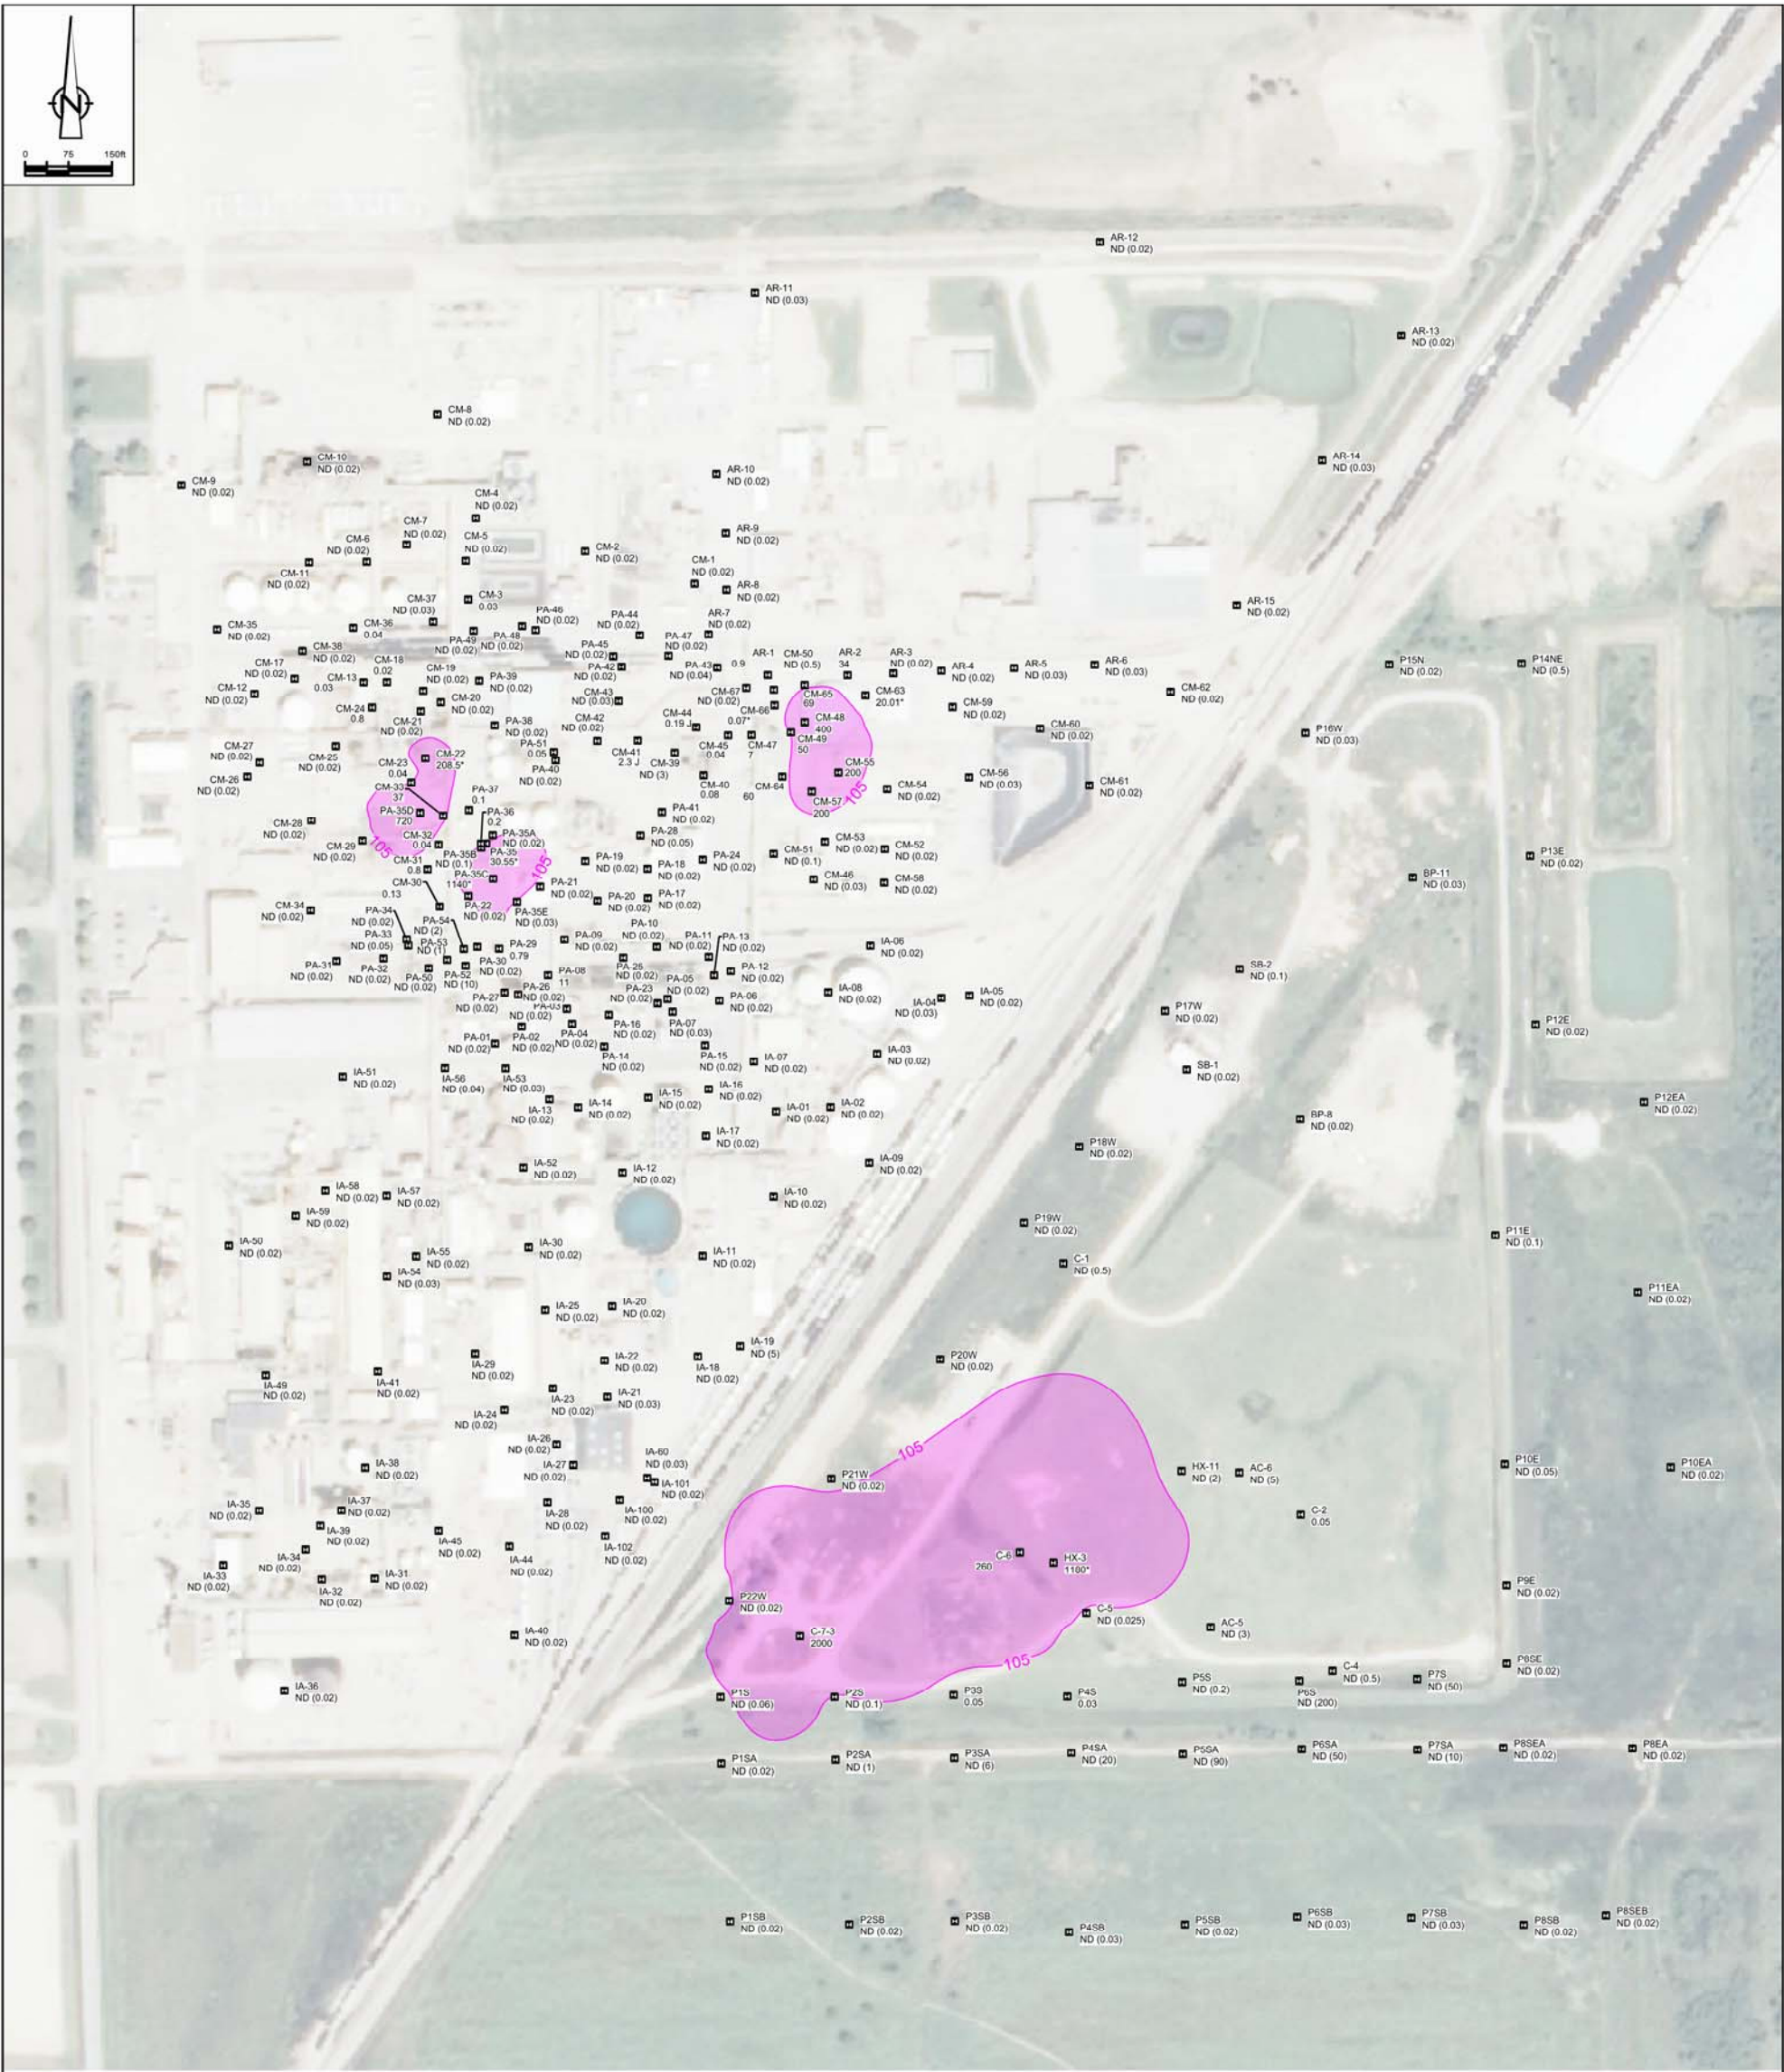 N
0 75 150ft
AR-12
ND (0.02)
AR-11
ND (0.03)
AR-13
ND (0.02)
CM-8
ND (0.02)
CM-10
ND (0.02)
CM-9
ND (0.02)
AR-10
ND (0.02)
AR-14
ND (0.03)
CM-4
ND (0.02)
CM-7
ND (0.02)
CM-6
ND (0.02)
CM-5
ND (0.02)
CM-11
ND (0.02)
CM-2
ND (0.02)
AR-9
ND (0.02)
CM-1
ND (0.02)
AR-8
ND (0.02)
AR-15
ND (0.02)
CM-3
0.03
CM-37
ND (0.03)
CM-36
0.04
CM-35
ND (0.02)
CM-38
ND (0.02)
PA-46
ND (0.02)
PA-49
ND (0.02)
PA-48
ND (0.02)
PA-44
ND (0.02)
PA-45
ND (0.02)
PA-42
ND (0.02)
PA-47
ND (0.02)
AR-7
ND (0.02)
PA-43
ND (0.04)
0.9
AR-1
CM-50
ND (0.5)
AR-2
34
AR-3
ND (0.02)
AR-4
ND (0.02)
AR-5
ND (0.03)
AR-6
ND (0.03)
P15N
ND (0.02)
P14NE
ND (0.5)
CM-17
ND (0.02)
CM-12
ND (0.02)
CM-13
0.03
CM-18
0.02
CM-19
ND (0.02)
PA-39
ND (0.02)
CM-20
ND (0.02)
CM-24
0.8
CM-21
ND (0.02)
PA-38
ND (0.02)
CM-43
ND (0.03)
CM-42
ND (0.02)
CM-67
ND (0.02)
CM-66
0.07*
CM-65
69
CM-63
20.01*
CM-59
ND (0.02)
CM-62
ND (0.02)
CM-44
0.19 J
CM-48
400
CM-49
50
CM-60
ND (0.02)
P16W
ND (0.03)
CM-27
ND (0.02)
CM-25
ND (0.02)
CM-26
ND (0.02)
CM-22
208.5*
CM-23
0.04
CM-33
37
PA-51
0.05
PA-40
ND (0.02)
CM-41
2.3 J
CM-39
ND (3)
CM-45
0.04
CM-47
7
CM-40
0.08
CM-64
60
CM-55
200
CM-57
200
105
CM-54
ND (0.02)
CM-56
ND (0.03)
CM-61
ND (0.02)
PA-35D
720
PA-37
0.1
PA-36
0.2
PA-41
ND (0.02)
CM-28
ND (0.02)
CM-29
ND (0.02)
105
CM-32
0.04
PA-35A
ND (0.02)
PA-35B
ND (0.1)
PA-35
30.55*
105
PA-28
ND (0.05)
CM-53
ND (0.02)
CM-52
ND (0.02)
CM-51
ND (0.1)
P13E
ND (0.02)
CM-31
0.8
PA-35C
1140*
PA-19
ND (0.02)
PA-18
ND (0.02)
PA-24
ND (0.02)
CM-46
ND (0.03)
CM-58
ND (0.02)
BP-11
ND (0.03)
CM-30
0.13
PA-21
ND (0.02)
PA-20
ND (0.02)
PA-17
ND (0.02)
CM-34
ND (0.02)
PA-22
ND (0.02)
PA-35E
ND (0.03)
PA-34
ND (0.02)
ND (2)
PA-54
PA-33
ND (0.05)
PA-53
ND (1)
PA-29
0.79
PA-09
ND (0.02)
PA-10
ND (0.02)
PA-11
ND (0.02)
PA-13
ND (0.02)
IA-06
ND (0.02)
PA-31
ND (0.02)
PA-32
ND (0.02)
PA-50
ND (0.02)
PA-52
ND (10)
PA-30
ND (0.02)
PA-08
11
PA-25
ND (0.02)
PA-12
ND (0.02)
SB-2
ND (0.1)
PA-27
ND (0.02)
PA-26
ND (0.02)
PA-03
ND (0.02)
PA-23
ND (0.02)
PA-05
ND (0.02)
PA-06
ND (0.02)
IA-08
ND (0.02)
IA-04
ND (0.03)
IA-05
ND (0.02)
P17W
ND (0.02)
P12E
ND (0.02)
PA-01
ND (0.02)
PA-02
ND (0.02)
PA-04
ND (0.02)
PA-16
ND (0.02)
PA-07
ND (0.03)
PA-14
ND (0.02)
PA-15
ND (0.02)
IA-07
ND (0.02)
IA-03
ND (0.02)
SB-1
ND (0.02)
IA-51
ND (0.02)
IA-56
ND (0.04)
IA-53
ND (0.03)
IA-13
ND (0.02)
IA-14
ND (0.02)
IA-15
ND (0.02)
IA-16
ND (0.02)
IA-01
ND (0.02)
IA-02
ND (0.02)
P12EA
ND (0.02)
BP-8
ND (0.02)
IA-17
ND (0.02)
P18W
ND (0.02)
IA-52
ND (0.02)
IA-12
ND (0.02)
IA-09
ND (0.02)
IA-58
ND (0.02)
IA-57
ND (0.02)
IA-10
ND (0.02)
IA-59
ND (0.02)
P19W
ND (0.02)
IA-50
ND (0.02)
IA-55
ND (0.02)
IA-30
ND (0.02)
IA-11
ND (0.02)
P11E
ND (0.1)
IA-54
ND (0.03)
C-1
ND (0.5)
P11EA
ND (0.02)
IA-25
ND (0.02)
IA-20
ND (0.02)
IA-19
ND (5)
IA-29
ND (0.02)
IA-22
ND (0.02)
IA-18
ND (0.02)
P20W
ND (0.02)
IA-49
ND (0.02)
IA-41
ND (0.02)
IA-23
ND (0.02)
IA-21
ND (0.03)
IA-24
ND (0.02)
IA-26
ND (0.02)
IA-27
ND (0.02)
IA-60
ND (0.03)
IA-101
ND (0.02)
105
P21W
ND (0.02)
HX-11
ND (2)
AC-6
ND (5)
P10E
ND (0.05)
P10EA
ND (0.02)
IA-38
ND (0.02)
IA-35
ND (0.02)
IA-37
ND (0.02)
IA-28
ND (0.02)
IA-100
ND (0.02)
C-2
0.05
IA-39
ND (0.02)
IA-45
ND (0.02)
IA-44
ND (0.02)
IA-102
ND (0.02)
IA-34
ND (0.02)
IA-33
ND (0.02)
IA-32
ND (0.02)
IA-31
ND (0.02)
C-6
260
HX-3
1180*
P9E
ND (0.02)
P22W
ND (0.02)
C-5
ND (0.025)
AC-5
ND (3)
IA-40
ND (0.02)
C-7-3
2000
105
P8SE
ND (0.02)
C-4
ND (0.5)
IA-36
ND (0.02)
P1S
ND (0.06)
P2S
ND (0.1)
P3S
0.05
P4S
0.03
P5S
ND (0.2)
P6S
ND (200)
P7S
ND (50)
P1SA
ND (0.02)
P2SA
ND (1)
P3SA
ND (6)
P4SA
ND (20)
P5SA
ND (90)
P6SA
ND (50)
P7SA
ND (10)
P8SEA
ND (0.02)
P8EA
ND (0.02)
P1SB
ND (0.02)
P2SB
ND (0.02)
P3SB
ND (0.02)
P4SB
ND (0.03)
P5SB
ND (0.02)
P6SB
ND (0.03)
P7SB
ND (0.03)
P8SB
ND (0.02)
P8SEB
ND (0.02)